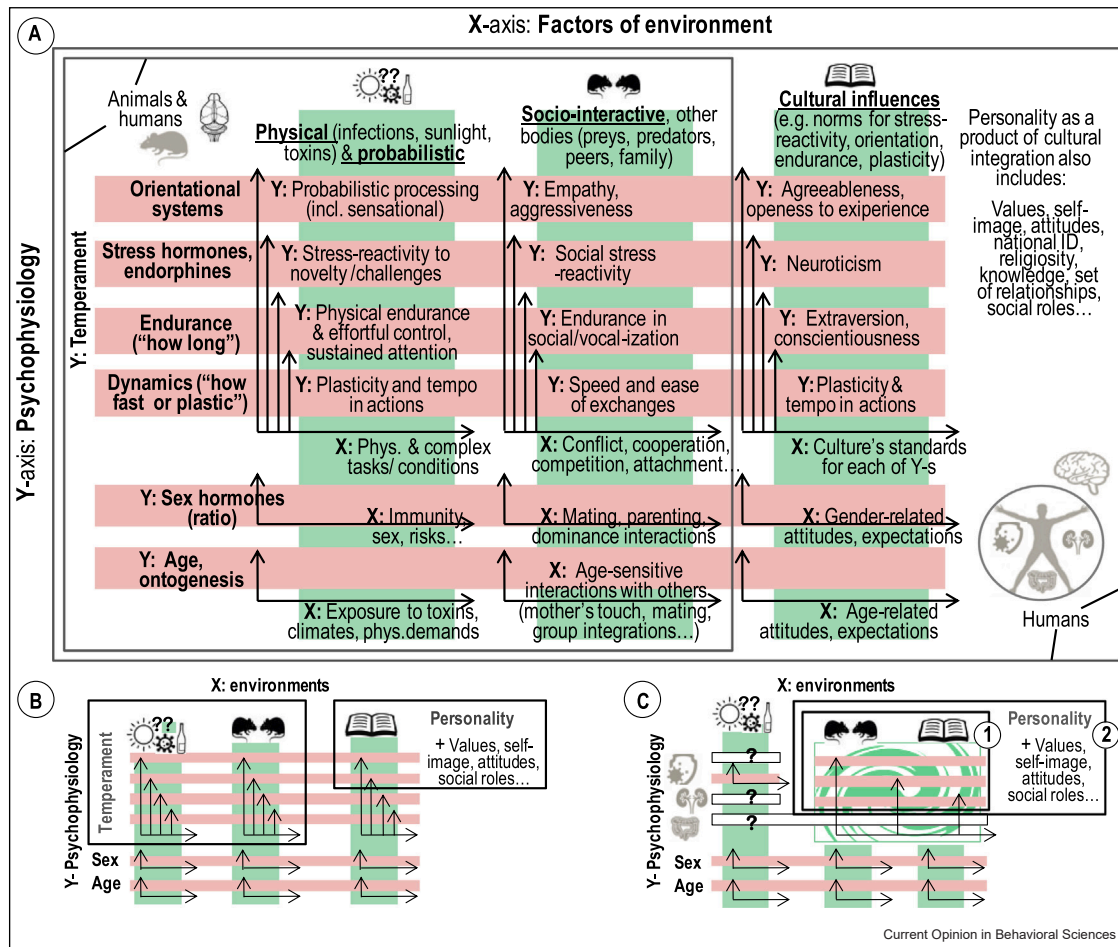 X-axis: Factors of environment
A
Animals &
humans
??
Physical (infections, sunlight,
toxins) & probabilistic
Socio-interactive, other
bodies (preys, predators,
peers, family)
Cultural influences
(e.g. norms for stress-
reactivity, orientation,
endurance, plasticity)
Personality as a
product of cultural
integration also
includes:
Values, self-
image, attitudes,
national ID,
religiosity,
knowledge, set
of relationships,
social roles...
Y-axis: Psychophysiology
Y: Temperament
Orientational
systems
Y: Probabilistic processing
(incl. sensational)
Y: Empathy,
aggressiveness
Y: Agreeableness,
openess to exiperience
Stress hormones,
endorphines
Y: Stress-reactivity to
novelty /challenges
Y: Social stress
-reactivity
Y: Neuroticism
Endurance
(“how long”)
Y: Physical endurance
& effortful control,
sustained attention
Y: Endurance in
social/vocal-ization
Y: Extraversion,
conscientiousness
Dynamics (“how
fast or plastic”)
Y: Plasticity and tempo
in actions
Y: Speed and ease
of exchanges
Y: Plasticity &
tempo in actions
X: Phys. & complex
tasks/ conditions
X: Conflict, cooperation,
competition, attachment...
X: Culture’s standards
for each of Y-s
Y: Sex hormones
(ratio)
X: Immunity,
sex, risks...
X: Mating, parenting,
dominance interactions
X: Gender-related
attitudes, expectations
Y: Age,
ontogenesis
X: Exposure to toxins,
climates, phys.demands
X: Age-sensitive
interactions with others
(mother’s touch, mating,
group integrations...)
X: Age-related
attitudes, expectations
Humans
B
X: environments
??
Y- Psychophysiology
Temperament
Personality
+ Values, self-
image, attitudes,
social roles...
Sex
Age
C
X: environments
??
Y- Psychophysiology
?
?
?
1
2
Personality
+ Values,
self-image,
attitudes,
social roles...
Sex
Age
Current Opinion in Behavioral Sciences